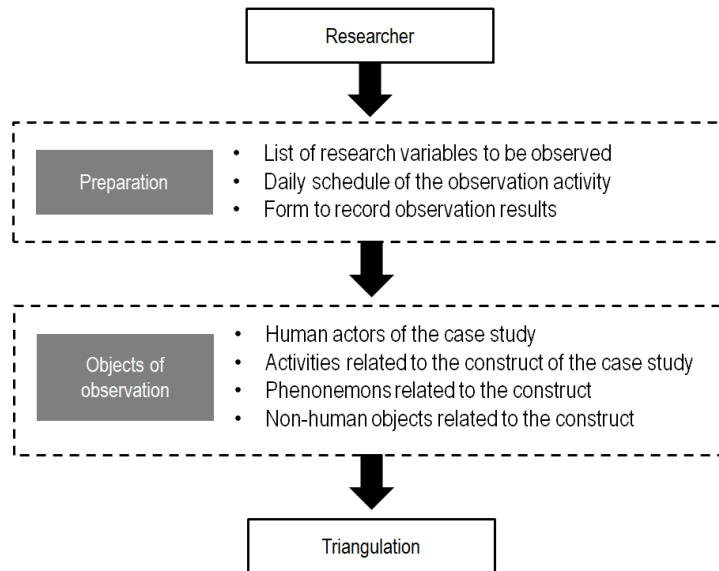 Researcher
Preparation
• List of research variables to be observed
• Daily schedule of the observation activity
• Form to record observation results
Objects of
observation
• Human actors of the case study
• Activities related to the construct of the case study
• Phenonemons related to the construct
• Non-human objects related to the construct
Triangulation